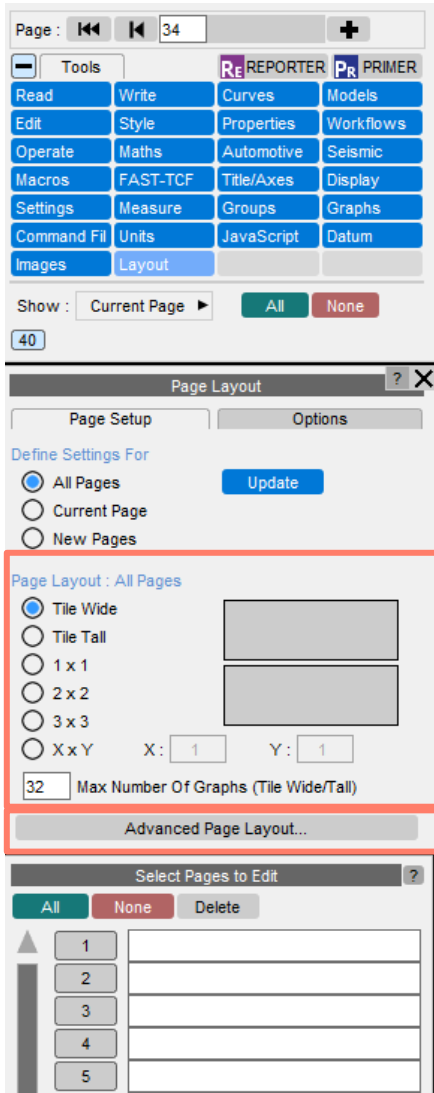 Page : 34
Tools RE REPORTER PR PRIMER
Read Write Curves Models
Edit Style Properties Workflows
Operate Maths Automotive Seismic
Macros FAST-TCF Title/Axes Display
Settings Measure Groups Graphs
Command Fil Units JavaScript Datum
Images Layout
Show : Current Page All None
40
Page Layout ? X
Page Setup Options
Define Settings For
All Pages Update
Current Page
New Pages
Page Layout : All Pages
Tile Wide
Tile Tall
1 x 1
2 x 2
3 x 3
X x Y X : 1 Y : 1
32 Max Number Of Graphs (Tile Wide/Tall)
Advanced Page Layout...
Select Pages to Edit ?
All None Delete
1
2
3
4
5